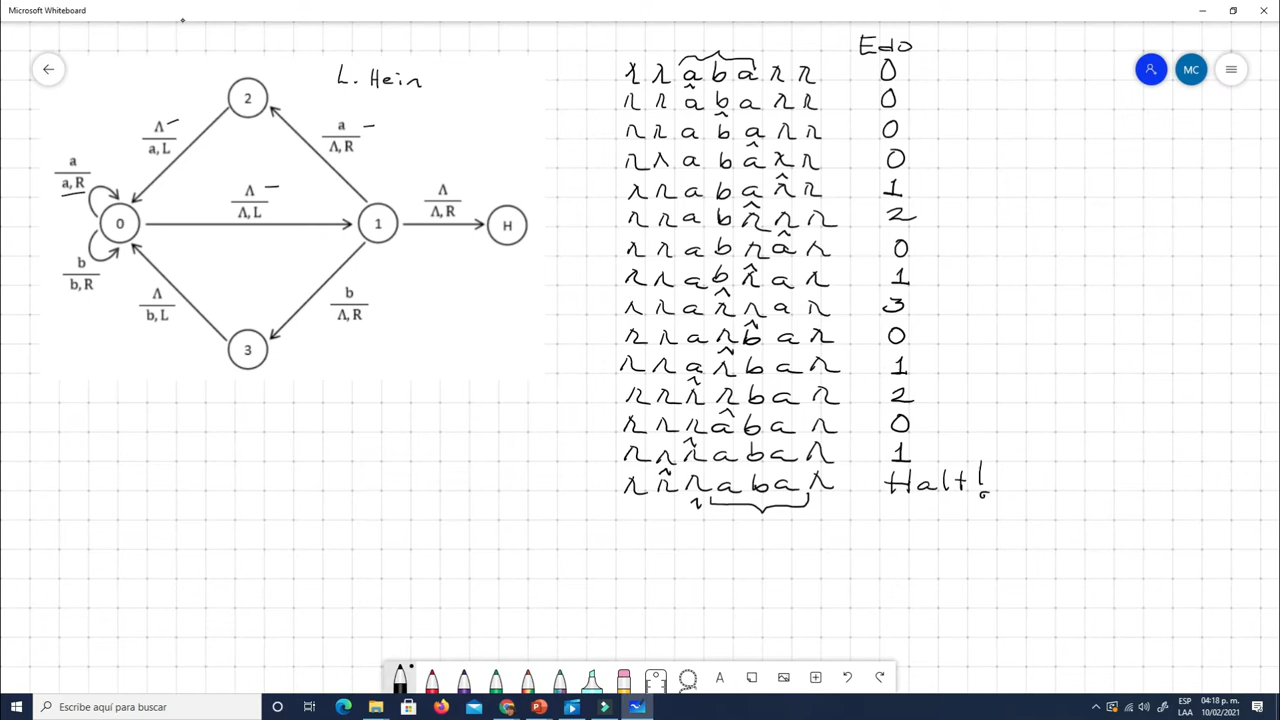 Microsoft Whiteboard
L. Hein
2
Λ
a, L
a
Λ, R
a
a, R
Λ
Λ, L
Λ
Λ, R
0
1
H
b
b, R
Λ
b, L
b
Λ, R
3
Edo
Λ Λ a b a Λ Λ 0
Λ Λ â b a Λ Λ 0
Λ Λ a b̂ a Λ Λ 0
Λ Λ a b â Λ Λ 0
Λ Λ a b a Λ̂ Λ 1
Λ Λ a b Λ̂ Λ Λ 2
Λ Λ a b Λ â Λ 0
Λ Λ a b Λ̂ a Λ 1
Λ Λ a Λ̂ Λ a Λ 3
Λ Λ a Λ b̂ a Λ 0
Λ Λ a Λ̂ b a Λ 1
Λ Λ Λ̂ Λ b a Λ 2
Λ Λ Λ â b a Λ 0
Λ Λ Λ̂ a b a Λ 1
Λ Λ̂ Λ a b a Λ Halt!
MC
Escribe aquí para buscar
ESP
LAA
04:18 p. m.
10/02/2021